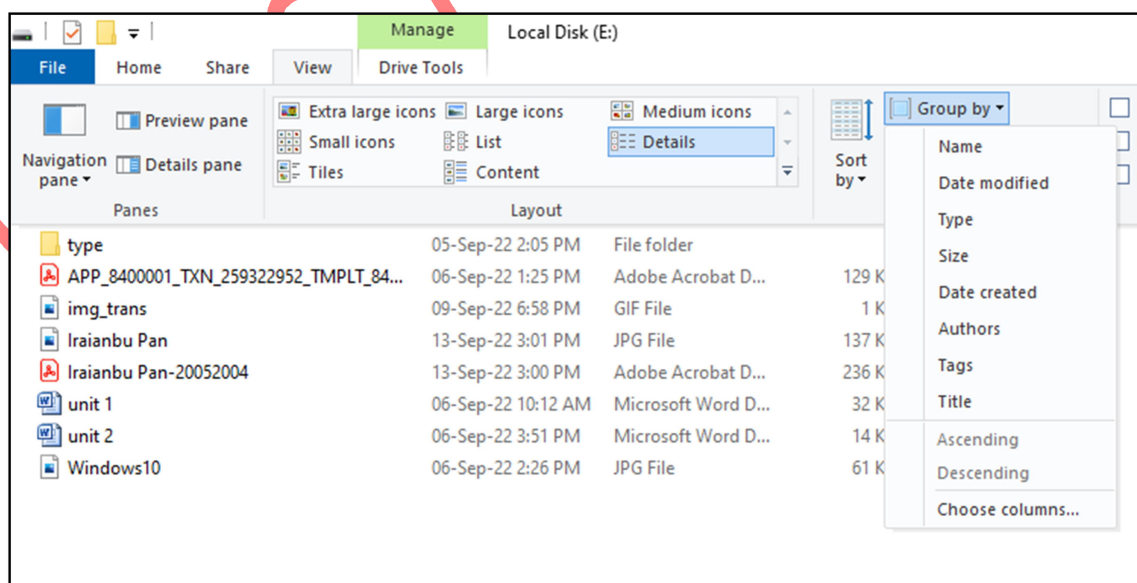 Manage Local Disk (E:)
File Home Share View Drive Tools
Navigation pane
Preview pane
Details pane
Panes
Extra large icons Large icons Medium icons
Small icons List Details
Tiles Content
Layout
Sort by
Group by
Name
Date modified
Type
Size
Date created
Authors
Tags
Title
Ascending
Descending
Choose columns...
type 05-Sep-22 2:05 PM File folder
APP_8400001_TXN_259322952_TMPLT_84... 06-Sep-22 1:25 PM Adobe Acrobat D... 129 K
img_trans 09-Sep-22 6:58 PM GIF File 1 K
Iraianbu Pan 13-Sep-22 3:01 PM JPG File 137 K
Iraianbu Pan-20052004 13-Sep-22 3:00 PM Adobe Acrobat D... 236 K
unit 1 06-Sep-22 10:12 AM Microsoft Word D... 32 K
unit 2 06-Sep-22 3:51 PM Microsoft Word D... 14 K
Windows10 06-Sep-22 2:26 PM JPG File 61 K